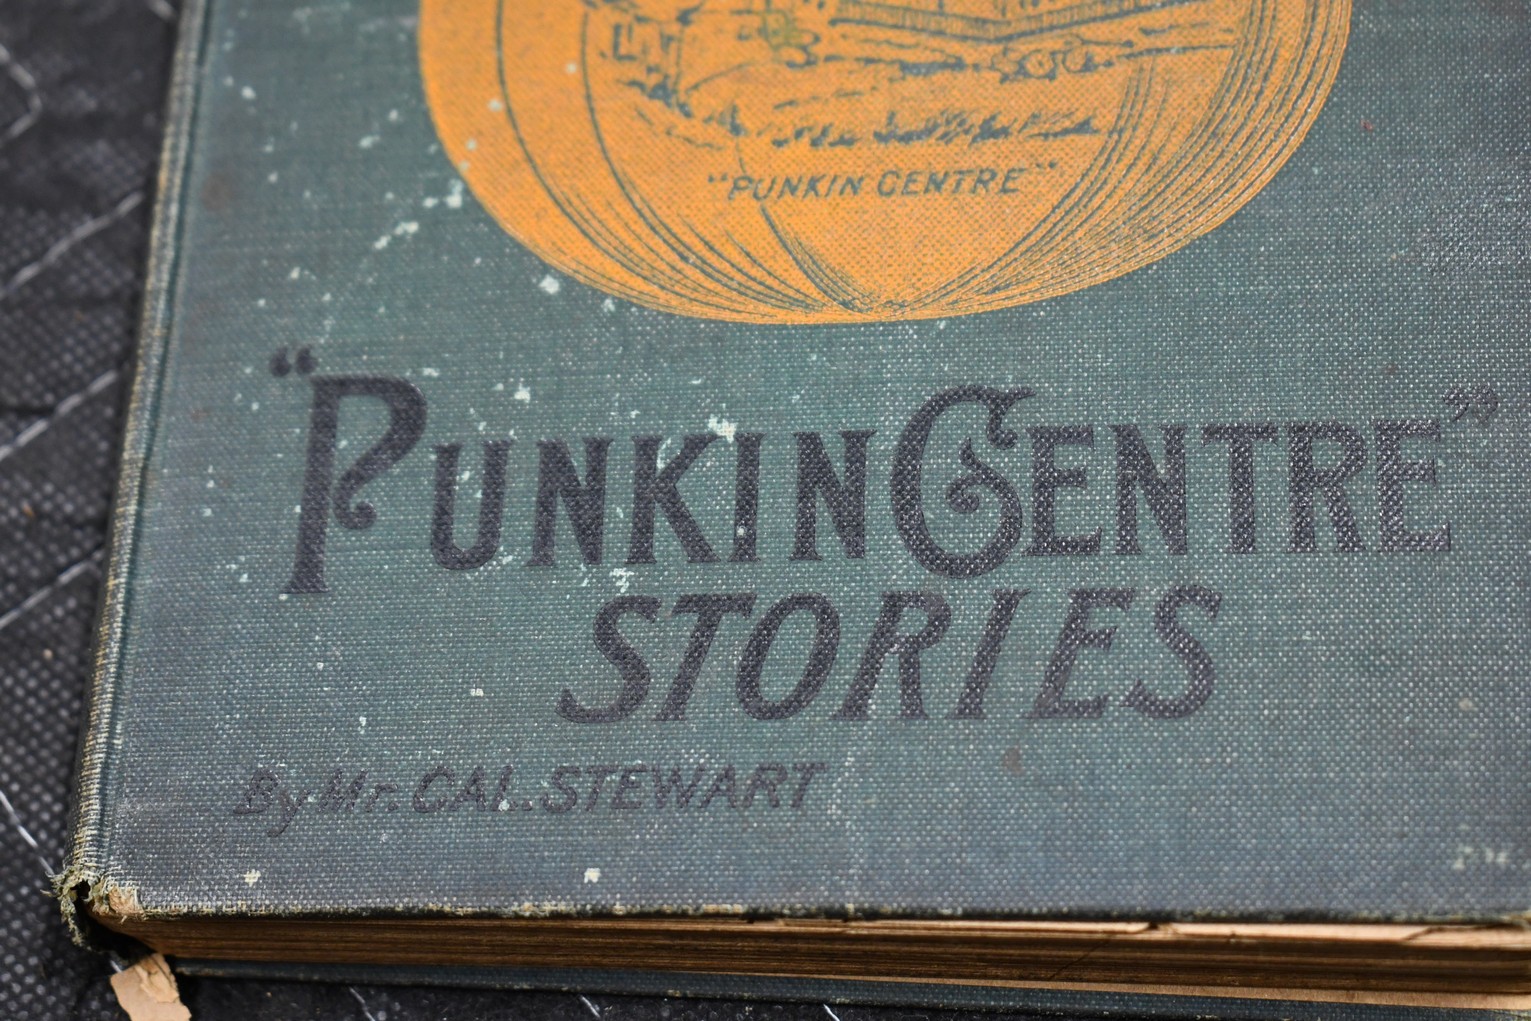 "PUNKIN CENTRE"
"PUNKIN CENTRE"
STORIES
By Mr. CAL. STEWART